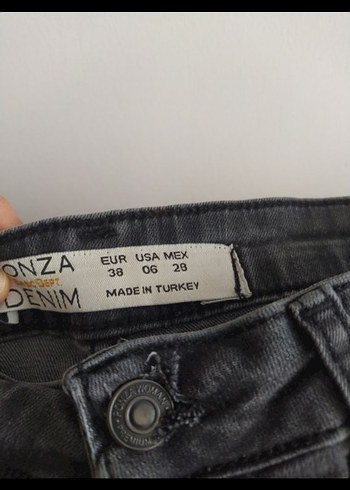 ONZA
DENIM
EUR USA MEX
38 06 28
MADE IN TURKEY